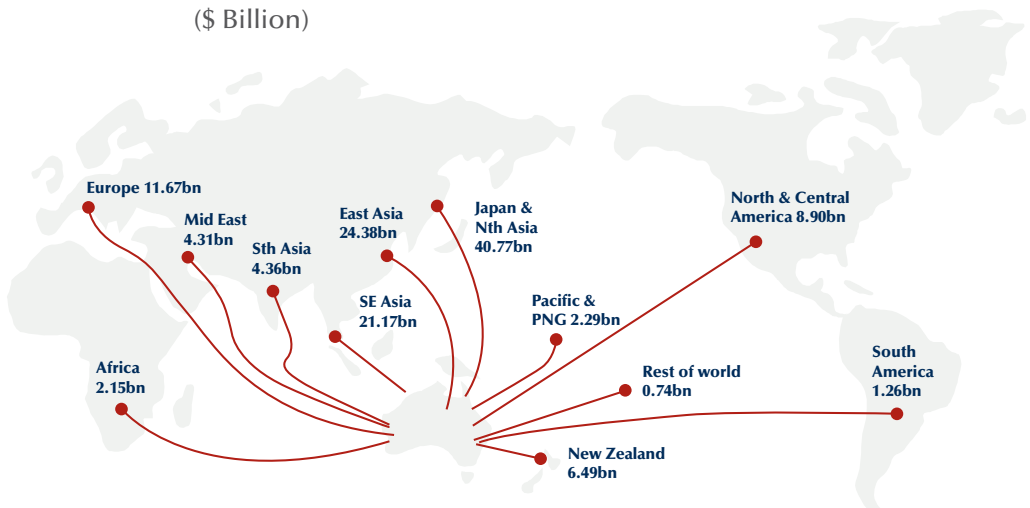 ($ Billion)
Europe 11.67bn
Mid East
4.31bn
Sth Asia
4.36bn
East Asia
24.38bn
Japan &
Nth Asia
40.77bn
North & Central
America 8.90bn
SE Asia
21.17bn
Pacific &
PNG 2.29bn
Africa
2.15bn
Rest of world
0.74bn
South
America
1.26bn
New Zealand
6.49bn